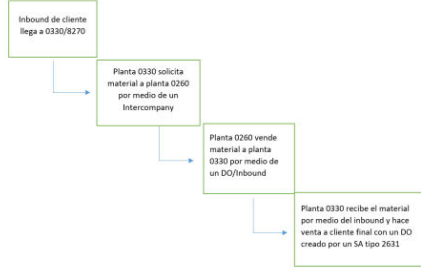 Inbound de cliente
llega a 0330/8270
Planta 0330 solicita
material a planta 0260
por medio de un
Intercompany
Planta 0260 vende
material a planta
0330 por medio de
un DO/Inbound
Planta 0330 recibe el material
por medio del inbound y hace
venta a cliente final con un DO
creado por un SA tipo 2631